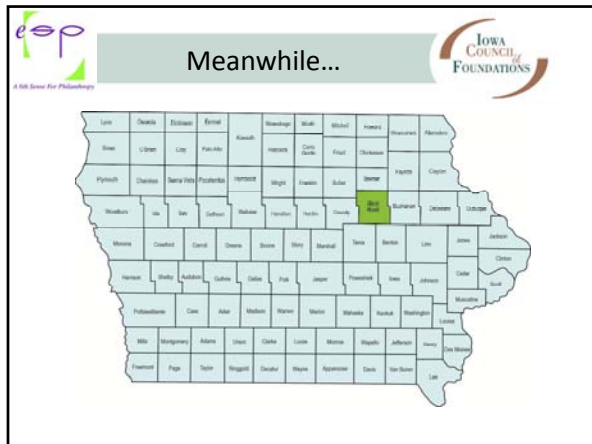 esp
A 6th Sense For Philanthropy
Meanwhile…
IOWA
COUNCIL
of
FOUNDATIONS
Lyon Osceola Dickinson Emmet Winnebago Worth Mitchell Howard Winneshiek Allamakee
Kossuth
Sioux O'Brien Clay Palo Alto Hancock Cerro Gordo Floyd Chickasaw
Fayette Clayton
Plymouth Cherokee Buena Vista Pocahontas Humboldt Wright Franklin Butler Bremer
Black Hawk
Woodbury Ida Sac Calhoun Webster Hamilton Hardin Grundy Buchanan Delaware Dubuque
Jackson
Monona Crawford Carroll Greene Boone Story Marshall Tama Benton Linn Jones
Clinton
Cedar
Harrison Shelby Audubon Guthrie Dallas Polk Jasper Poweshiek Iowa Johnson Scott
Muscatine
Pottawattamie Cass Adair Madison Warren Marion Mahaska Keokuk Washington
Louisa
Mills Montgomery Adams Union Clarke Lucas Monroe Wapello Jefferson Henry Des Moines
Fremont Page Taylor Ringgold Decatur Wayne Appanoose Davis Van Buren
Lee